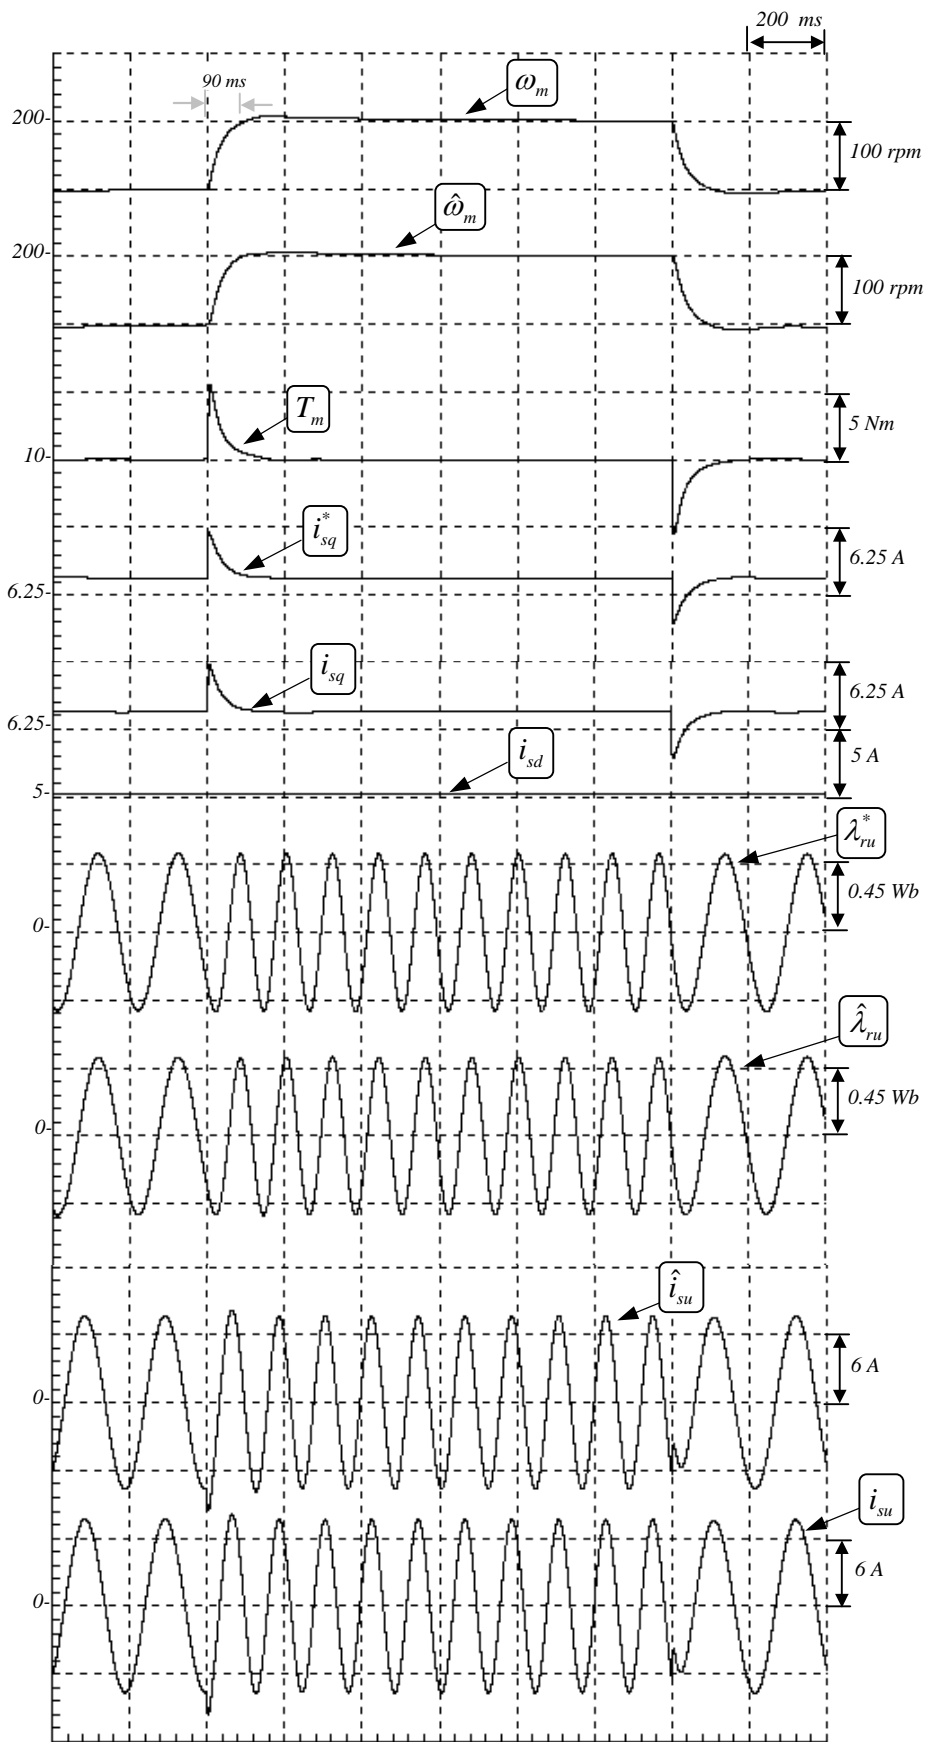 200 ms
90 ms
ω_m
200-
100 rpm
ω̂_m
200-
100 rpm
T_m
5 Nm
10-
i*_sq
6.25 A
6.25-
i_sq
6.25 A
6.25-
i_sd
5 A
5-
λ*_ru
0.45 Wb
0-
λ̂_ru
0.45 Wb
0-
î_su
6 A
0-
i_su
6 A
0-